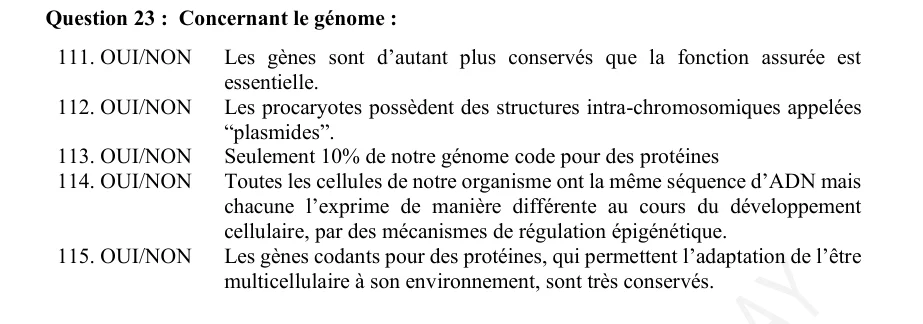 Question 23 : Concernant le génome :
111. OUI/NON Les gènes sont d’autant plus conservés que la fonction assurée est
essentielle.
112. OUI/NON Les procaryotes possèdent des structures intra-chromosomiques appelées
“plasmides”.
113. OUI/NON Seulement 10% de notre génome code pour des protéines
114. OUI/NON Toutes les cellules de notre organisme ont la même séquence d’ADN mais
chacune l’exprime de manière différente au cours du développement
cellulaire, par des mécanismes de régulation épigénétique.
115. OUI/NON Les gènes codants pour des protéines, qui permettent l’adaptation de l’être
multicellulaire à son environnement, sont très conservés.